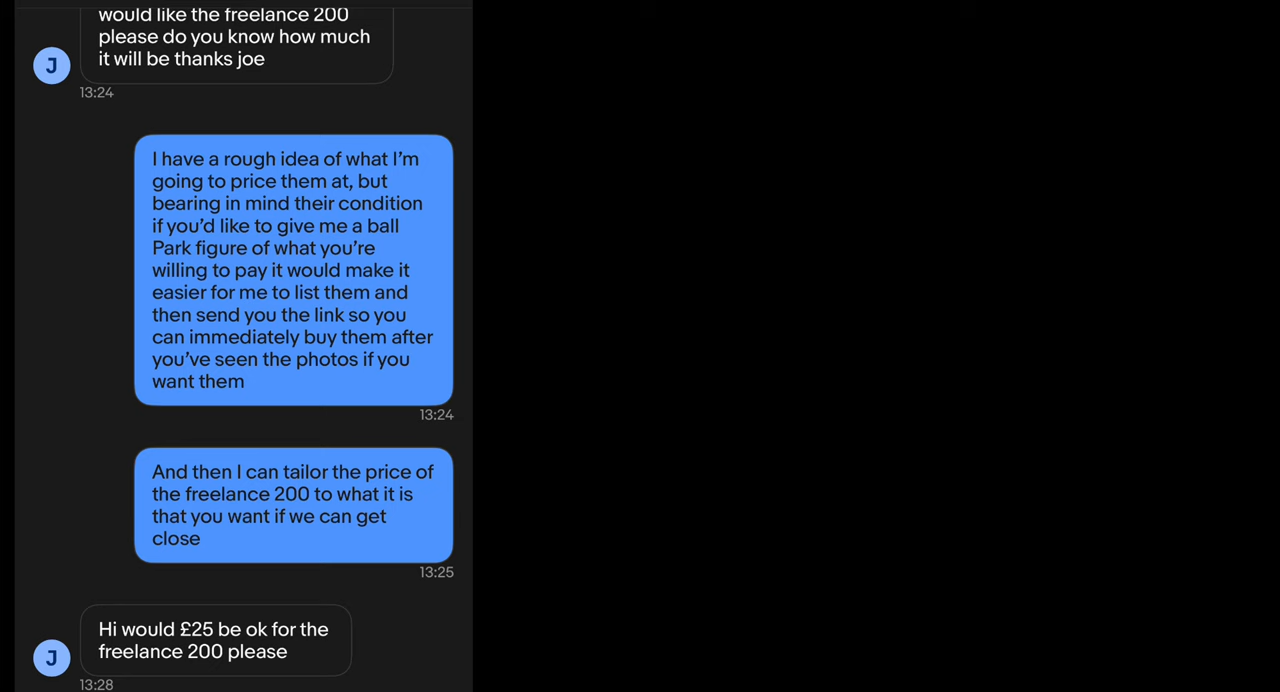 would like the freelance 200
please do you know how much
it will be thanks joe
J
13:24
I have a rough idea of what I'm
going to price them at, but
bearing in mind their condition
if you'd like to give me a ball
Park figure of what you're
willing to pay it would make it
easier for me to list them and
then send you the link so you
can immediately buy them after
you've seen the photos if you
want them
13:24
And then I can tailor the price of
the freelance 200 to what it is
that you want if we can get
close
13:25
Hi would £25 be ok for the
freelance 200 please
J
13:28